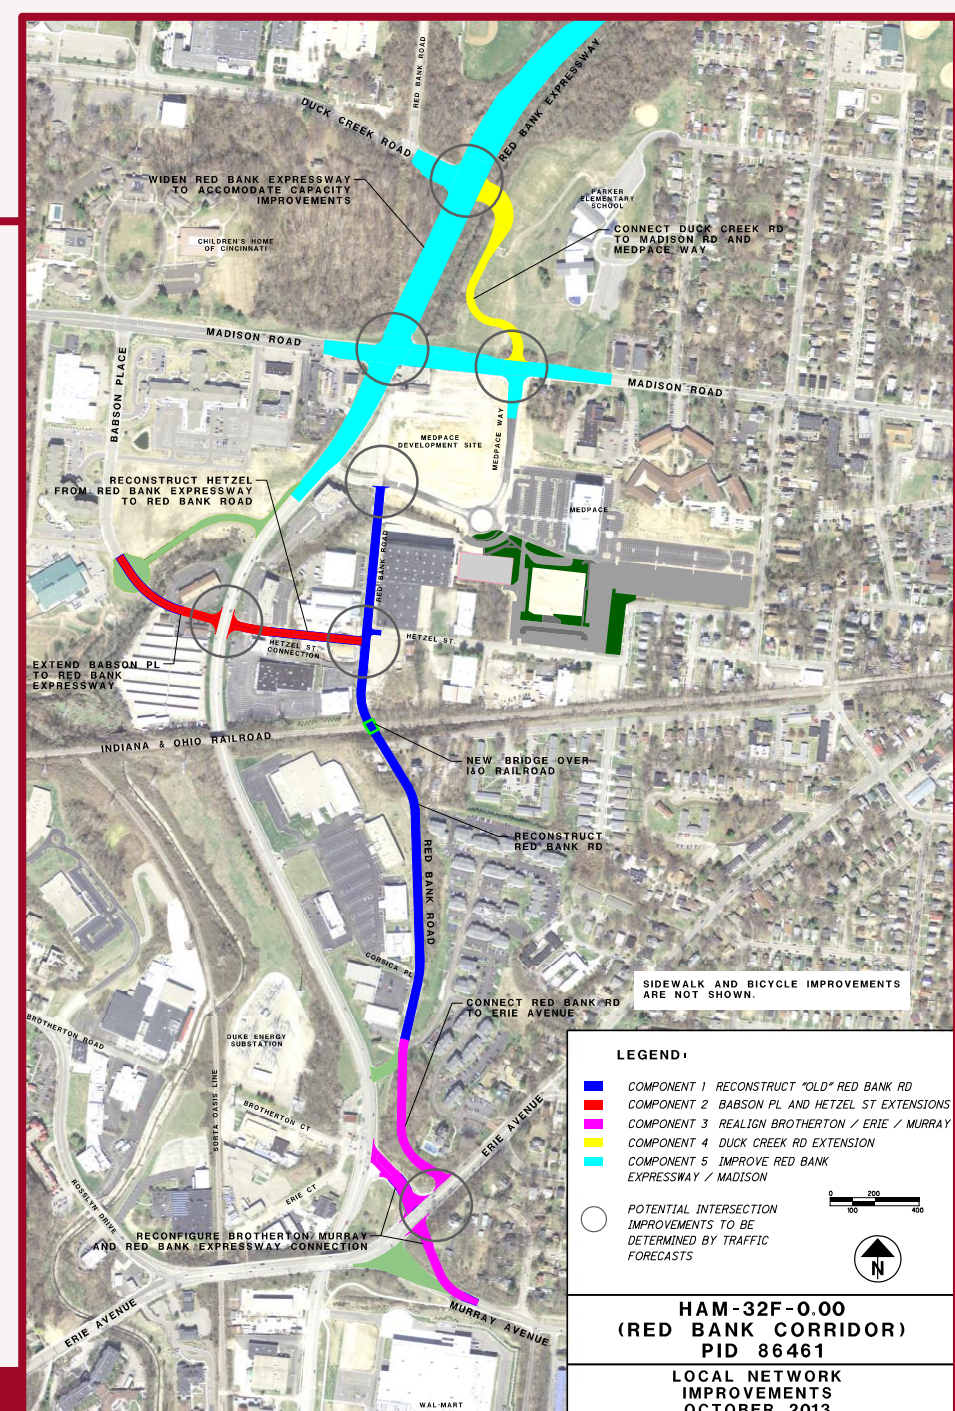 RED BANK ROAD
DUCK CREEK ROAD
RED BANK EXPRESSWAY
WIDEN RED BANK EXPRESSWAY
TO ACCOMODATE CAPACITY
IMPROVEMENTS
PARKER
ELEMENTARY
SCHOOL
CHILDREN'S HOME
OF CINCINNATI
CONNECT DUCK CREEK RD
TO MADISON RD AND
MEDPACE WAY
MADISON ROAD
BABSON PLACE
MADISON ROAD
MEDPACE
DEVELOPMENT SITE
MEDPACE WAY
RECONSTRUCT HETZEL
FROM RED BANK EXPRESSWAY
TO RED BANK ROAD
MEDPACE
RED BANK ROAD
HETZEL ST
HETZEL ST
CONNECTION
EXTEND BABSON PL
TO RED BANK
EXPRESSWAY
INDIANA & OHIO RAILROAD
NEW BRIDGE OVER
I&O RAILROAD
RECONSTRUCT
RED BANK RD
RED BANK ROAD
CORSICA PL
SIDEWALK AND BICYCLE IMPROVEMENTS
ARE NOT SHOWN.
CONNECT RED BANK RD
TO ERIE AVENUE
BROTHERTON ROAD
DUKE ENERGY
SUBSTATION
SORTA OASIS LINE
BROTHERTON CT
ERIE AVENUE
ERIE CT
ROSSLYN DRIVE
RECONFIGURE BROTHERTON/MURRAY
AND RED BANK EXPRESSWAY CONNECTION
ERIE AVENUE
MURRAY AVENUE
WAL-MART
LEGEND:
COMPONENT 1 RECONSTRUCT "OLD" RED BANK RD
COMPONENT 2 BABSON PL AND HETZEL ST EXTENSIONS
COMPONENT 3 REALIGN BROTHERTON / ERIE / MURRAY
COMPONENT 4 DUCK CREEK RD EXTENSION
COMPONENT 5 IMPROVE RED BANK
EXPRESSWAY / MADISON
POTENTIAL INTERSECTION
IMPROVEMENTS TO BE
DETERMINED BY TRAFFIC
FORECASTS
0 200
100 400
N
HAM-32F-0.00
(RED BANK CORRIDOR)
PID 86461
LOCAL NETWORK
IMPROVEMENTS
OCTOBER 2013